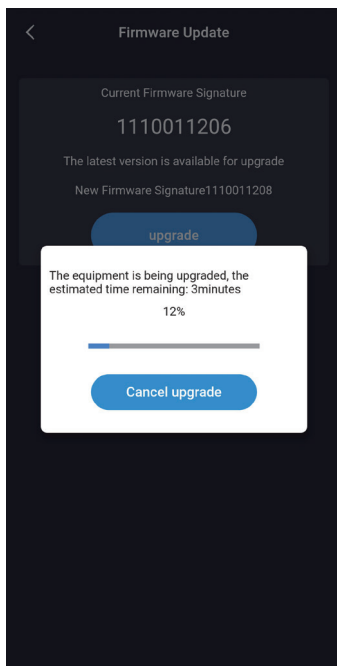 Firmware Update
Current Firmware Signature
1110011206
The latest version is available for upgrade
New Firmware Signature1110011208
upgrade
The equipment is being upgraded, the
estimated time remaining: 3minutes
12%
Cancel upgrade